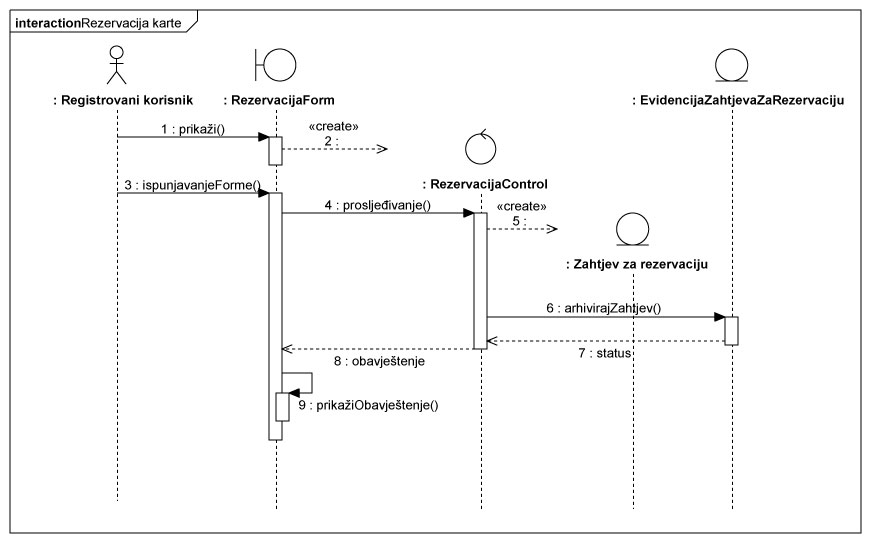 interactionRezervacija karte
: Registrovani korisnik
: RezervacijaForm
: EvidencijaZahtjevaZaRezervaciju
1 : prikaži()
«create»
2 :
: RezervacijaControl
3 : ispunjavanjeForme()
4 : prosljeđivanje()
«create»
5 :
: Zahtjev za rezervaciju
6 : arhivirajZahtjev()
7 : status
8 : obavještenje
9 : prikažiObavještenje()